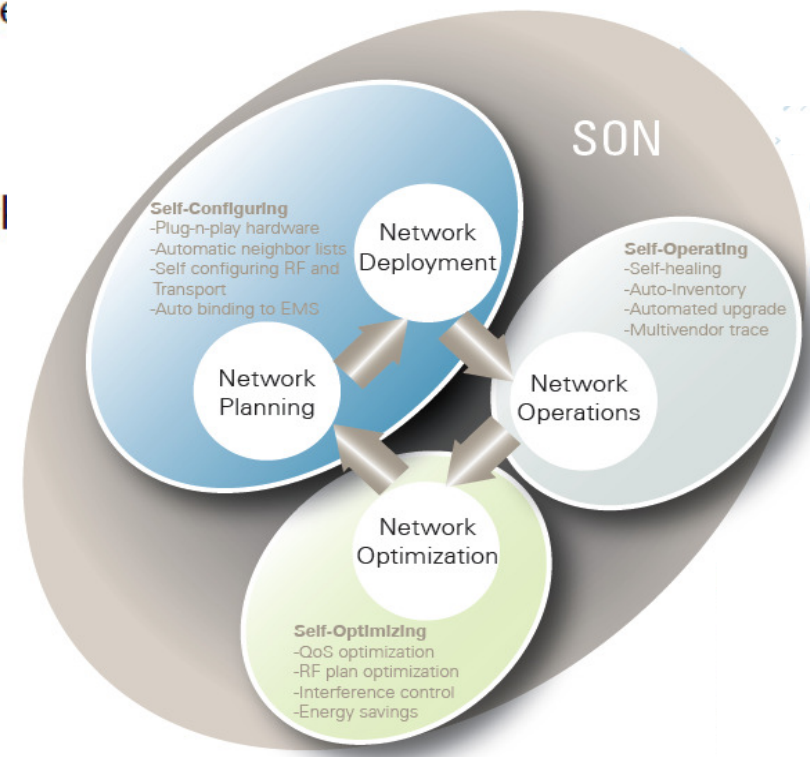 SON
Self-Configuring
-Plug-n-play hardware
-Automatic neighbor lists
-Self configuring RF and
Transport
-Auto binding to EMS
Network
Deployment
Self-Operating
-Self-healing
-Auto-Inventory
-Automated upgrade
-Multivendor trace
Network
Planning
Network
Operations
Network
Optimization
Self-Optimizing
-QoS optimization
-RF plan optimization
-Interference control
-Energy savings